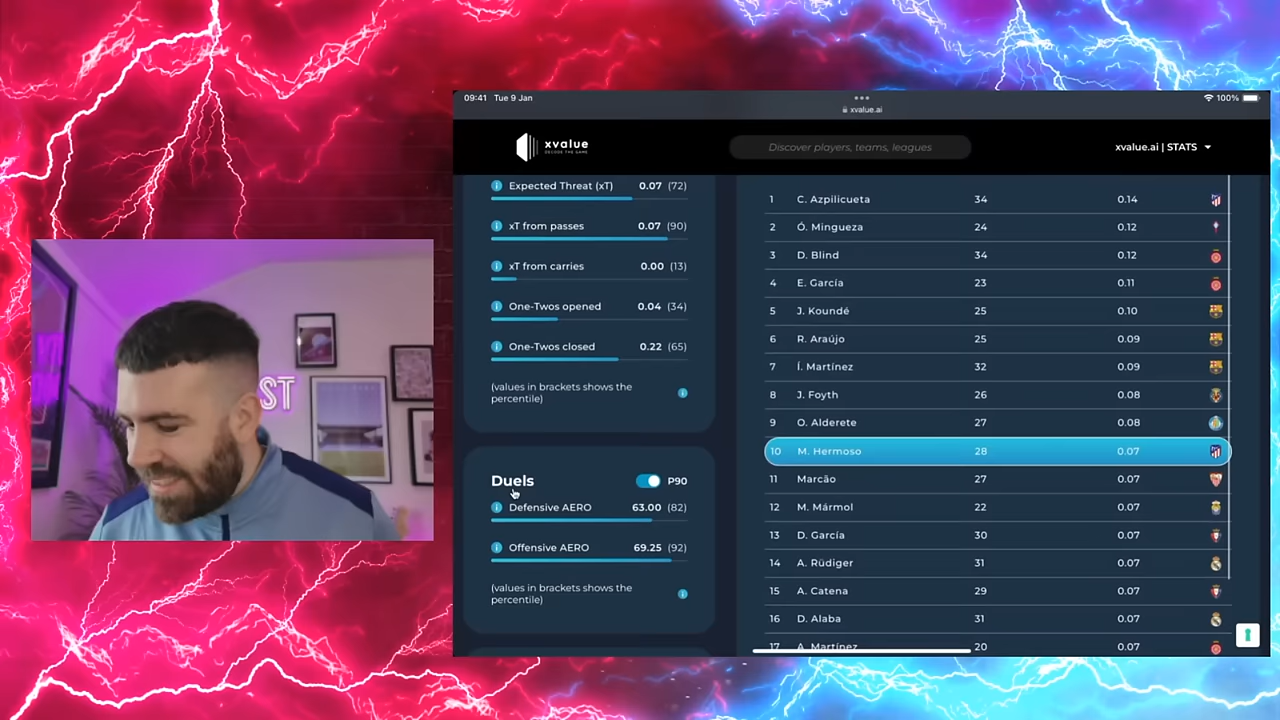 09:41 Tue 9 Jan
100%
xvalue.ai
xvalue
DECODE THE GAME
Discover players, teams, leagues
xvalue.ai | STATS
Expected Threat (xT) 0.07 (72)
xT from passes 0.07 (90)
xT from carries 0.00 (13)
One-Twos opened 0.04 (34)
One-Twos closed 0.22 (65)
(values in brackets shows the
percentile)
Duels
P90
Defensive AERO 63.00 (82)
Offensive AERO 69.25 (92)
(values in brackets shows the
percentile)
1 C. Azpilicueta 34 0.14
2 Ó. Mingueza 24 0.12
3 D. Blind 34 0.12
4 E. García 23 0.11
5 J. Koundé 25 0.10
6 R. Araújo 25 0.09
7 Í. Martínez 32 0.09
8 J. Foyth 26 0.08
9 O. Alderete 27 0.08
10 M. Hermoso 28 0.07
11 Marcão 27 0.07
12 M. Mármol 22 0.07
13 D. García 30 0.07
14 A. Rüdiger 31 0.07
15 A. Catena 29 0.07
16 D. Alaba 31 0.07
17 A. Martínez 20 0.07
ST